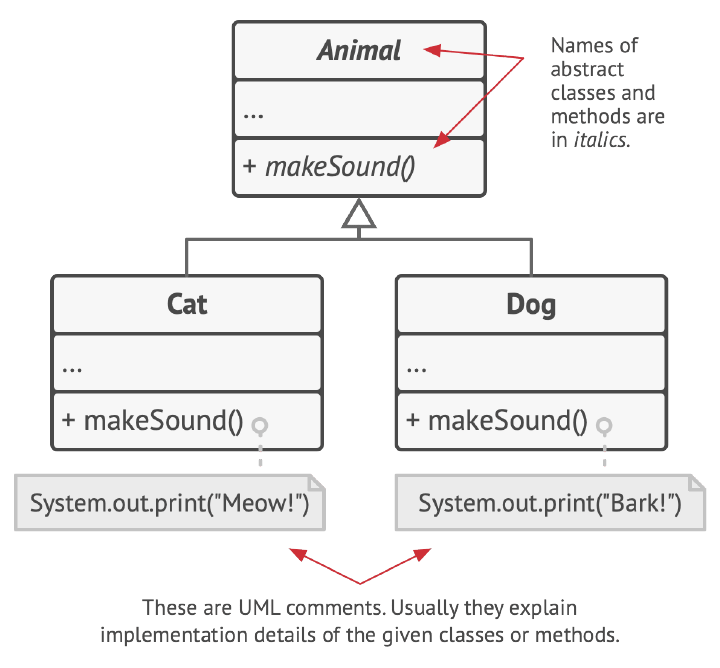 Animal
...
+ makeSound()
Names of
abstract
classes and
methods are
in italics.
Cat
...
+ makeSound()
Dog
...
+ makeSound()
System.out.print("Meow!")
System.out.print("Bark!")
These are UML comments. Usually they explain
implementation details of the given classes or methods.